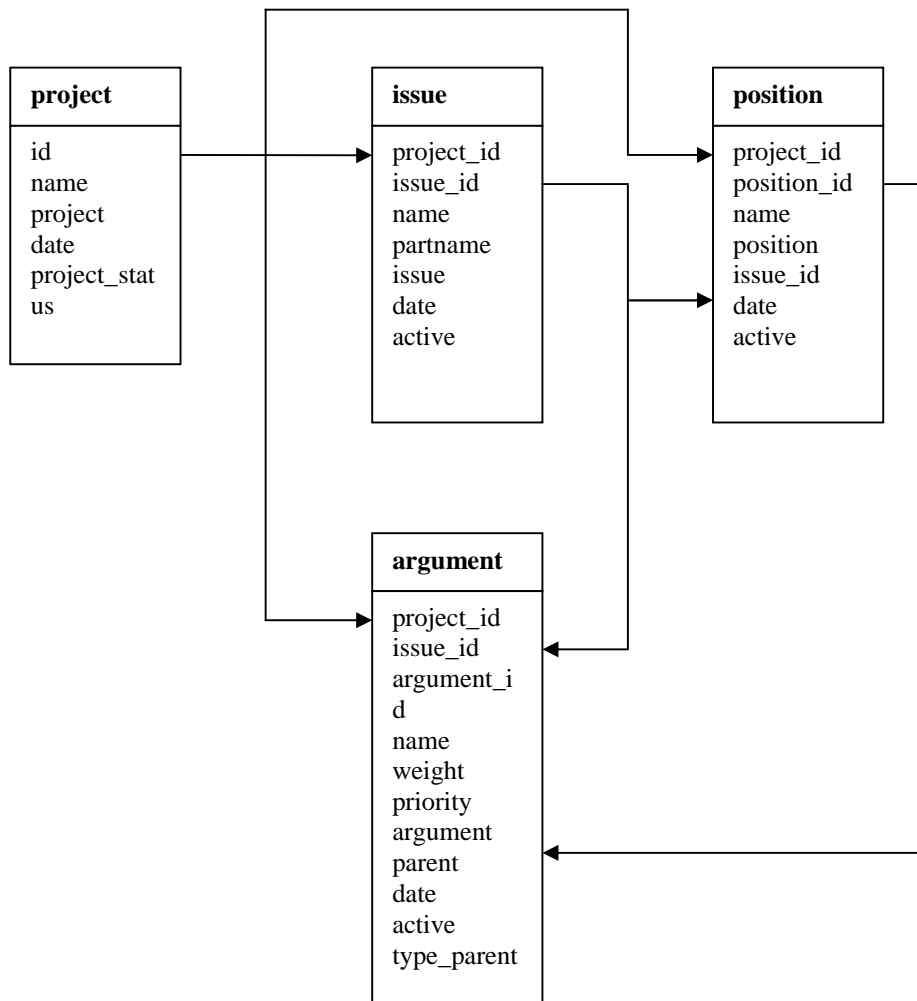 project
id
name
project
date
project_stat
us
issue
project_id
issue_id
name
partname
issue
date
active
position
project_id
position_id
name
position
issue_id
date
active
argument
project_id
issue_id
argument_i
d
name
weight
priority
argument
parent
date
active
type_parent